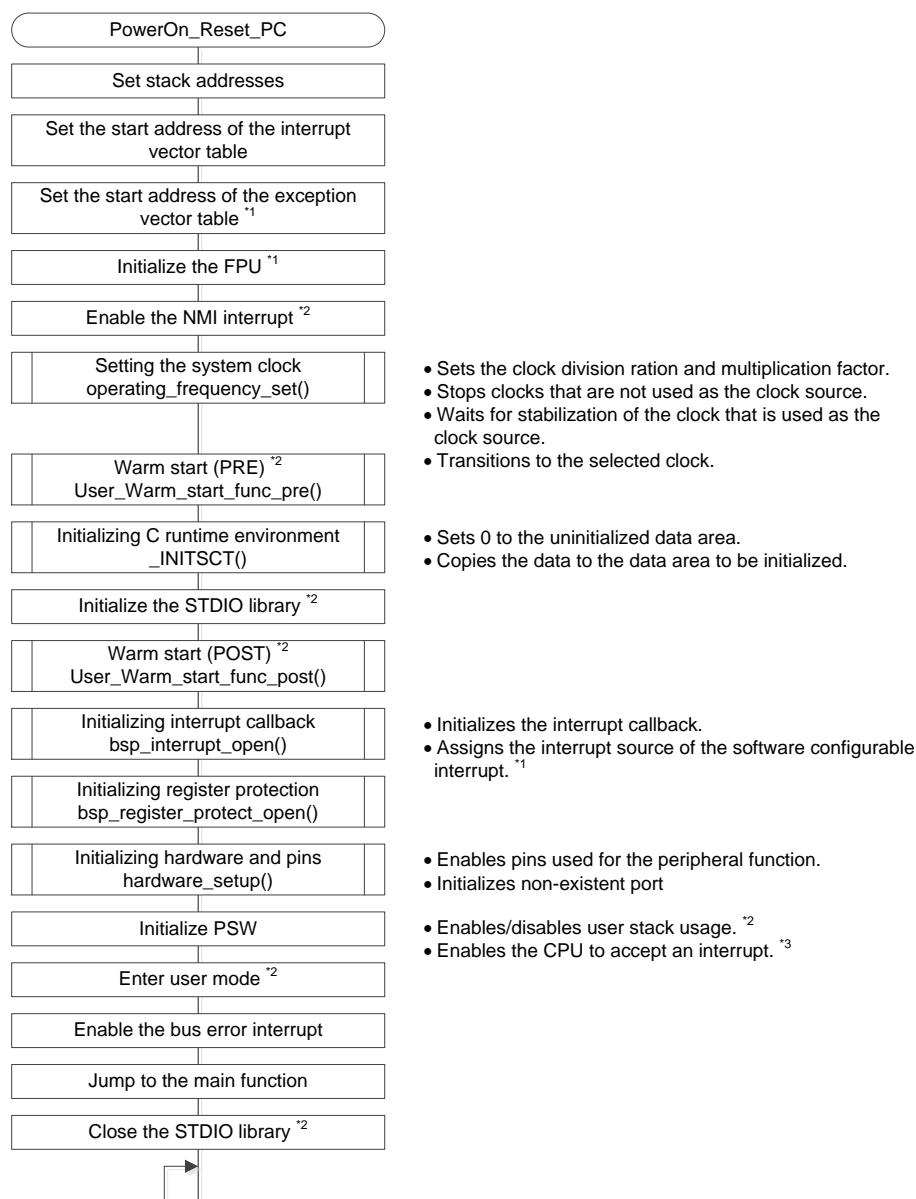 PowerOn_Reset_PC
Set stack addresses
Set the start address of the interrupt
vector table
Set the start address of the exception
vector table *1
Initialize the FPU *1
Enable the NMI interrupt *2
Setting the system clock
operating_frequency_set()
• Sets the clock division ration and multiplication factor.
• Stops clocks that are not used as the clock source.
• Waits for stabilization of the clock that is used as the
clock source.
• Transitions to the selected clock.
Warm start (PRE) *2
User_Warm_start_func_pre()
Initializing C runtime environment
_INITSCT()
• Sets 0 to the uninitialized data area.
• Copies the data to the data area to be initialized.
Initialize the STDIO library *2
Warm start (POST) *2
User_Warm_start_func_post()
Initializing interrupt callback
bsp_interrupt_open()
• Initializes the interrupt callback.
• Assigns the interrupt source of the software configurable
interrupt. *1
Initializing register protection
bsp_register_protect_open()
Initializing hardware and pins
hardware_setup()
• Enables pins used for the peripheral function.
• Initializes non-existent port
Initialize PSW
• Enables/disables user stack usage. *2
• Enables the CPU to accept an interrupt. *3
Enter user mode *2
Enable the bus error interrupt
Jump to the main function
Close the STDIO library *2